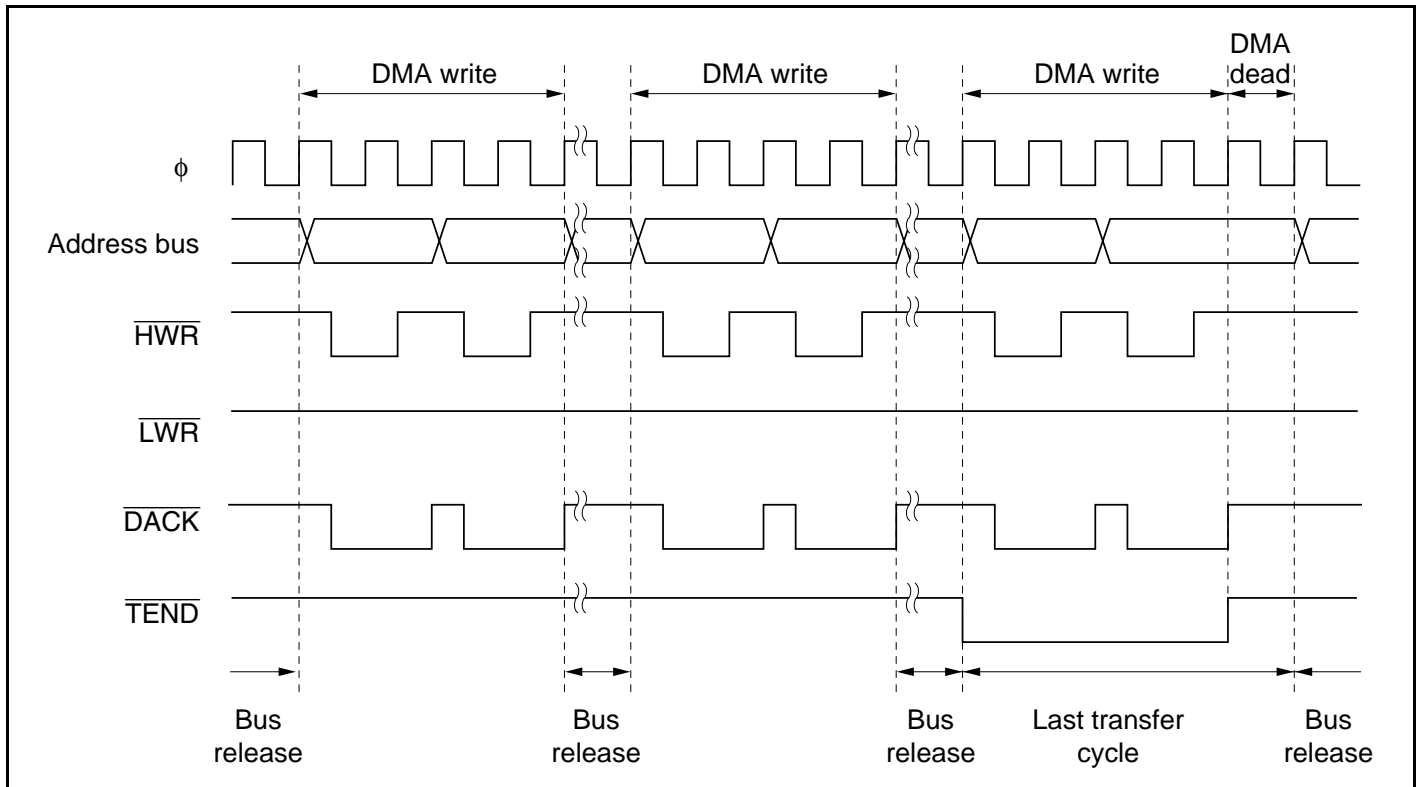 DMA write
DMA write
DMA write
DMA
dead
ϕ
Address bus
HWR
LWR
DACK
TEND
Bus
release
Bus
release
Bus
release
Last transfer
cycle
Bus
release